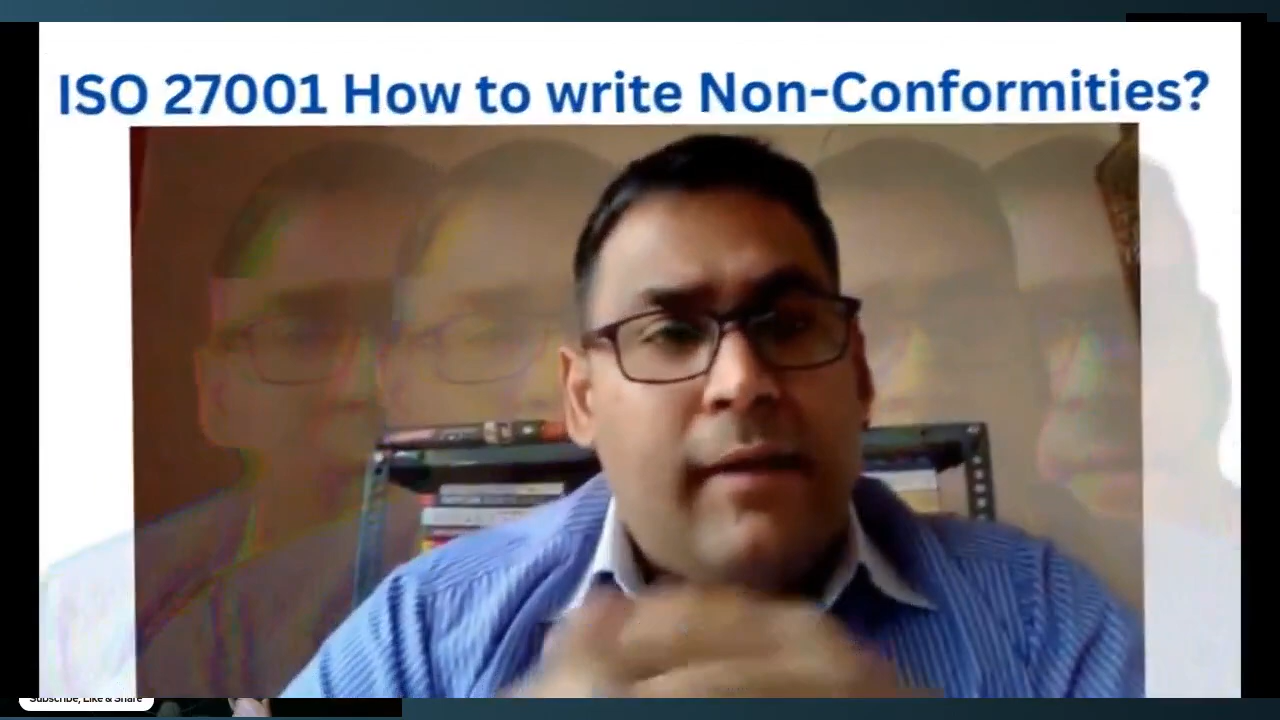 ISO 27001 How to write Non-Conformities?
Subscribe, Like & Share